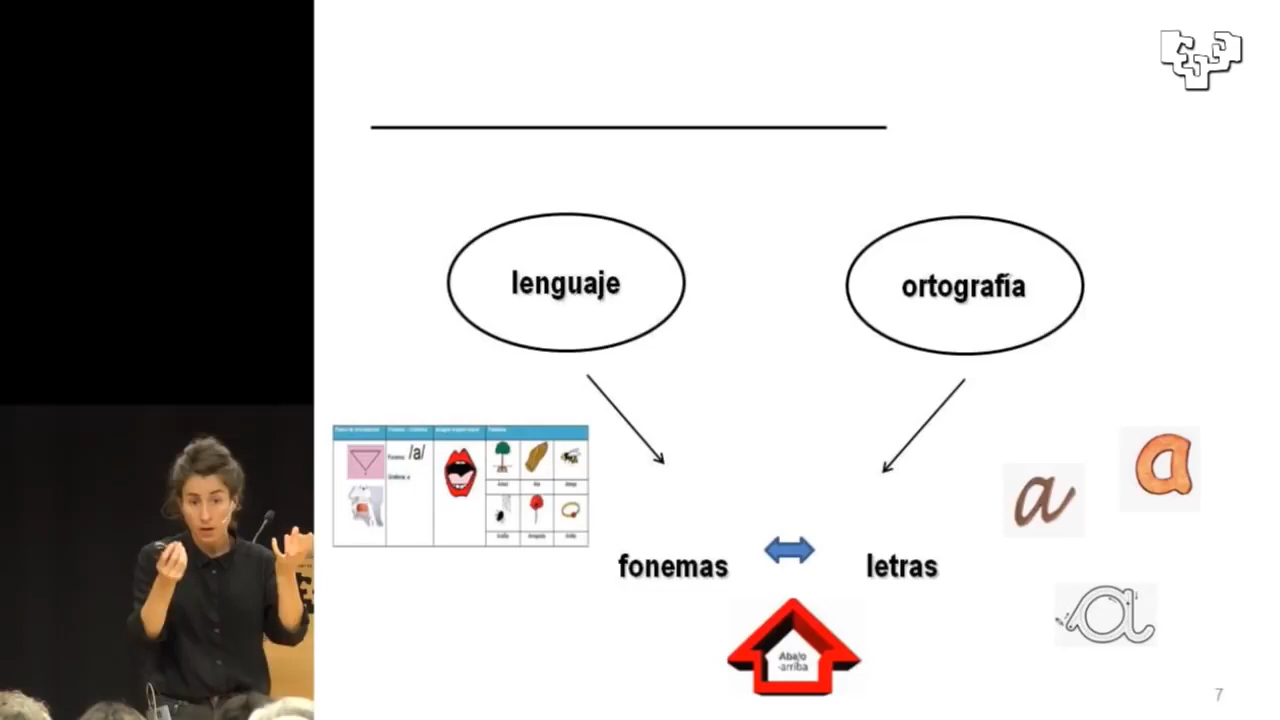 lenguaje
ortografía
/a/
fonemas
letras
a
a
a
Abajo
-arriba
7